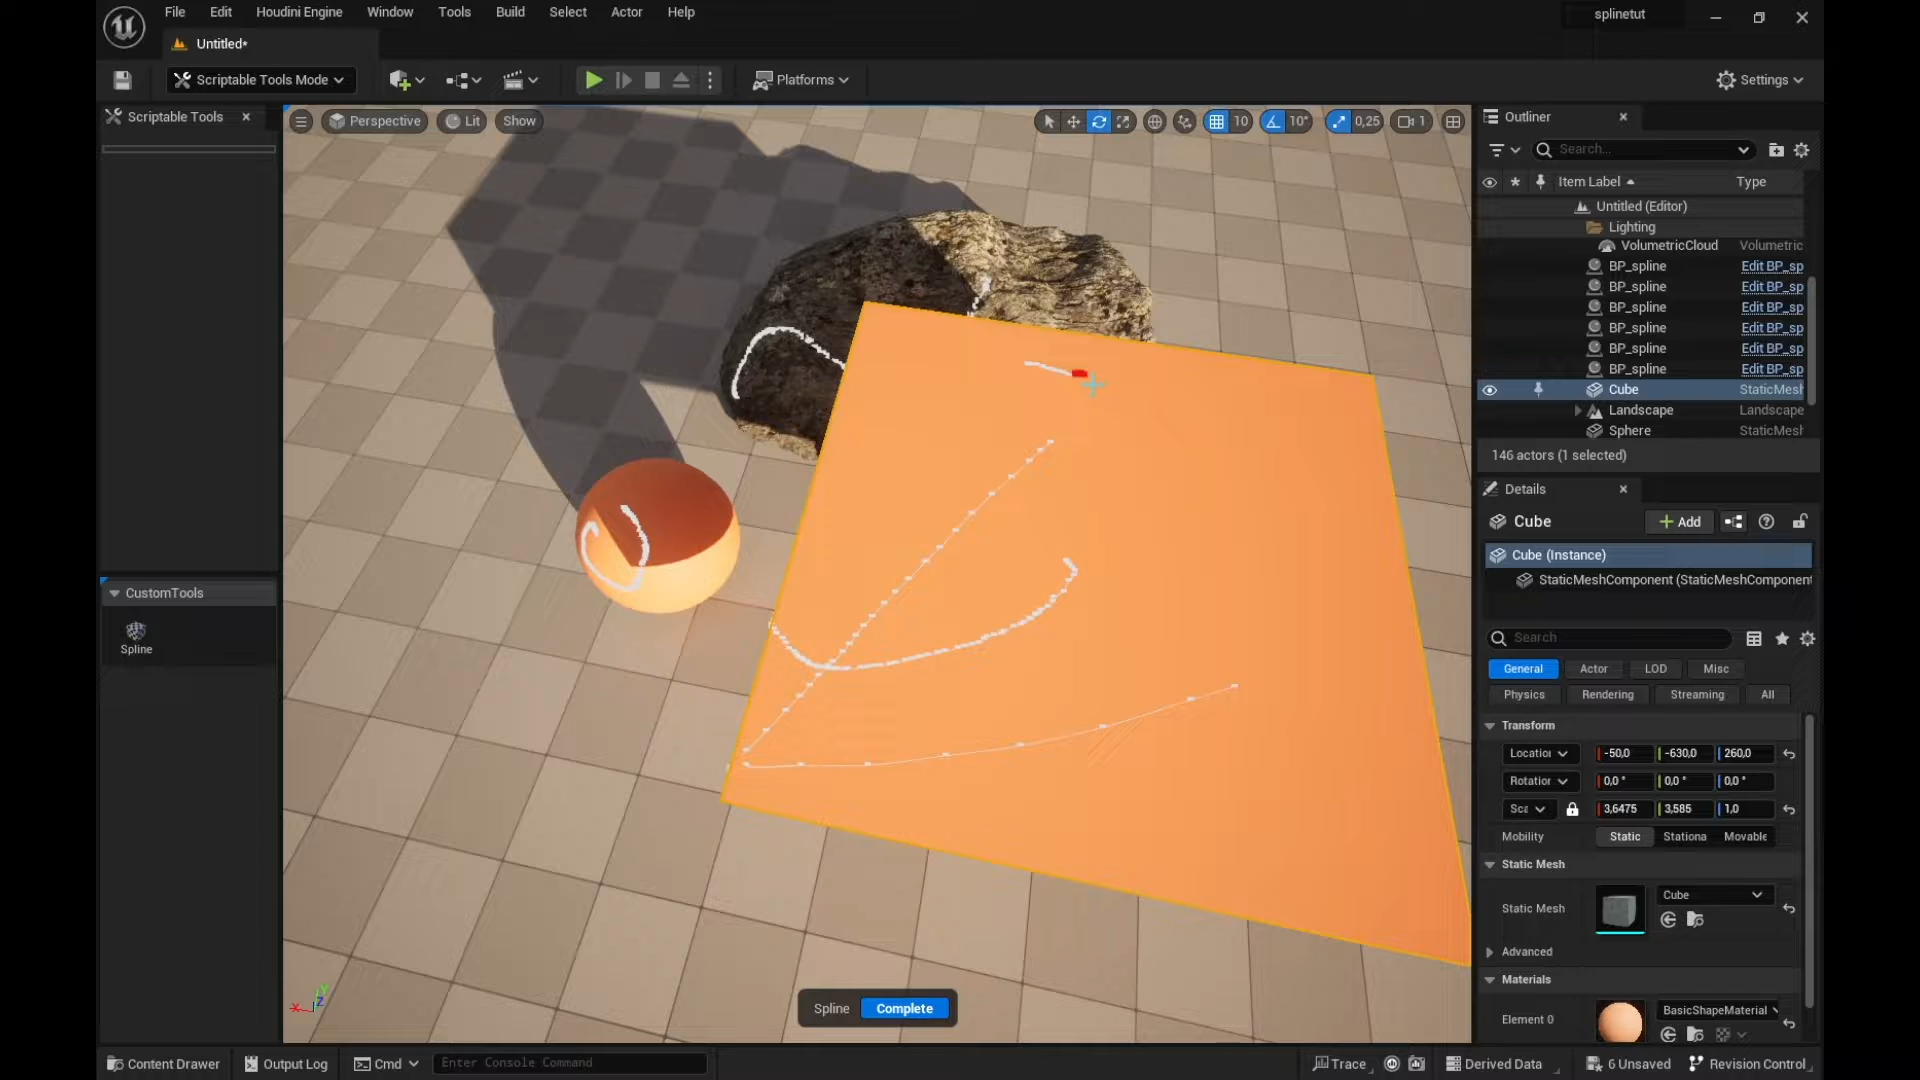 File Edit Houdini Engine Window Tools Build Select Actor Help
splinetut
Untitled*
Scriptable Tools Mode
Platforms
Settings
Scriptable Tools
Perspective Lit Show
10 10° 0,25 1
CustomTools
Spline
Spline Complete
Outliner
Search...
Item Label Type
Untitled (Editor)
Lighting
VolumetricCloud Volumetric
BP_spline Edit BP_sp
BP_spline Edit BP_sp
BP_spline Edit BP_sp
BP_spline Edit BP_sp
BP_spline Edit BP_sp
BP_spline Edit BP_sp
Cube StaticMesh
Landscape Landscape
Sphere StaticMesh
146 actors (1 selected)
Details
Cube Add
Cube (Instance)
StaticMeshComponent (StaticMeshComponent
Search
General Actor LOD Misc
Physics Rendering Streaming All
Transform
Location -50,0 -630,0 260,0
Rotation 0,0 ° 0,0 ° 0,0 °
Sca 3,6475 3,585 1,0
Mobility Static Stationa Movable
Static Mesh
Static Mesh Cube
Advanced
Materials
Element 0 BasicShapeMaterial
X Y Z
Content Drawer Output Log Cmd Enter Console Command Trace Derived Data 6 Unsaved Revision Control